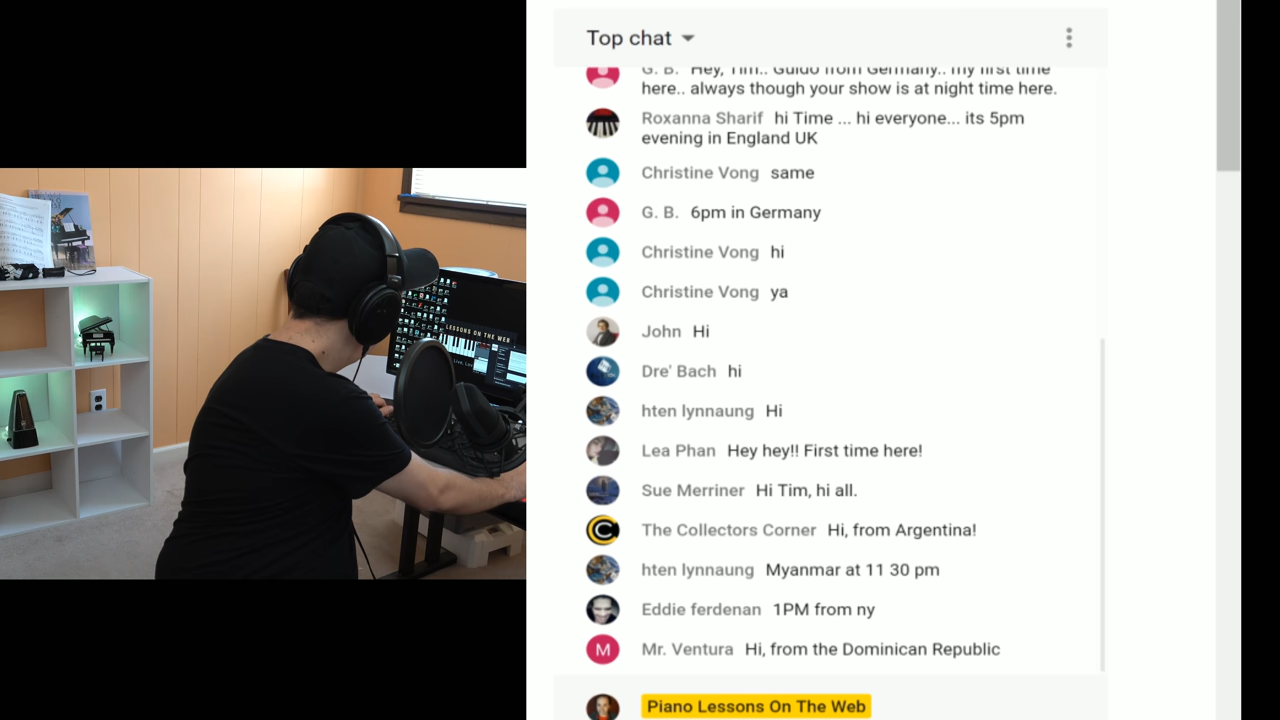 Top chat
G. B. Hey, Tim.. Guido from Germany.. my first time
here.. always though your show is at night time here.
Roxanna Sharif hi Time ... hi everyone... its 5pm
evening in England UK
Christine Vong same
G. B. 6pm in Germany
Christine Vong hi
Christine Vong ya
John Hi
Dre' Bach hi
hten lynnaung Hi
Lea Phan Hey hey!! First time here!
Sue Merriner Hi Tim, hi all.
The Collectors Corner Hi, from Argentina!
hten lynnaung Myanmar at 11 30 pm
Eddie ferdenan 1PM from ny
M Mr. Ventura Hi, from the Dominican Republic
Piano Lessons On The Web
LESSONS ON THE WEB